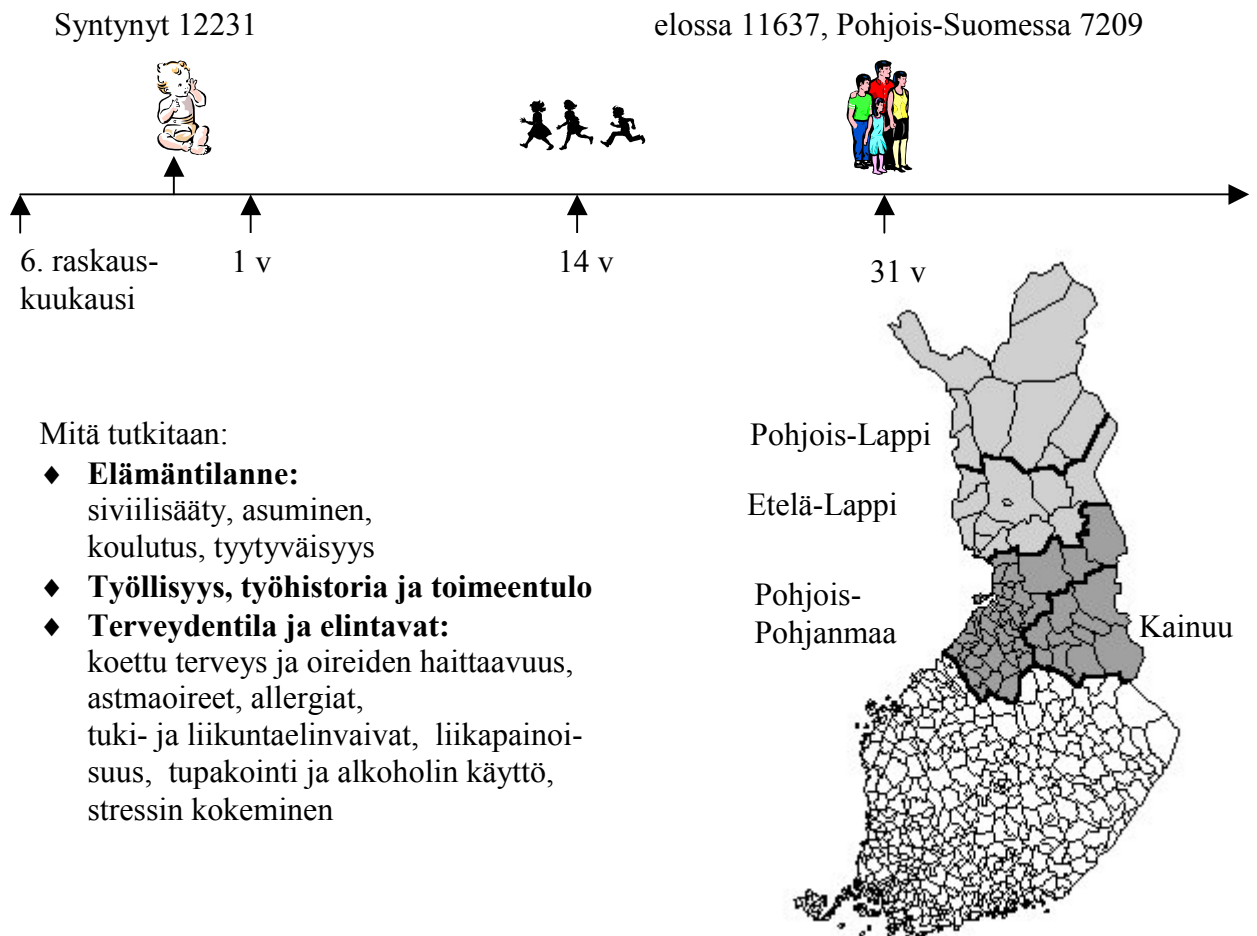 Syntynyt 12231
elossa 11637, Pohjois-Suomessa 7209
6. raskaus-
kuukausi
1 v
14 v
31 v
Mitä tutkitaan:
♦ Elämäntilanne:
siviilisääty, asuminen,
koulutus, tyytyväisyys
♦ Työllisyys, työhistoria ja toimeentulo
♦ Terveydentila ja elintavat:
koettu terveys ja oireiden haittaavuus,
astmaoireet, allergiat,
tuki- ja liikuntaelinvaivat, liikapainoi-
suus, tupakointi ja alkoholin käyttö,
stressin kokeminen
Pohjois-Lappi
Etelä-Lappi
Pohjois-
Pohjanmaa
Kainuu